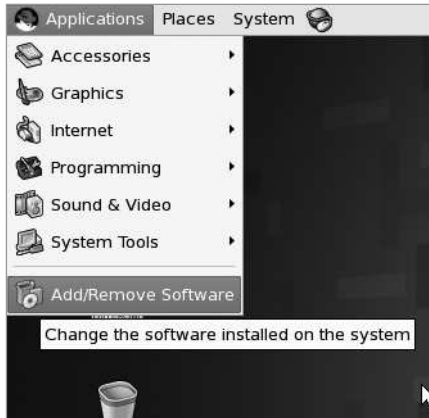 Applications Places System
Accessories
Graphics
Internet
Programming
Sound & Video
System Tools
Add/Remove Software
Change the software installed on the system